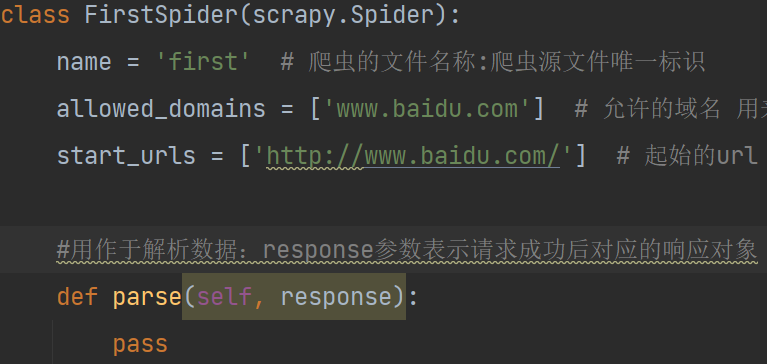 class FirstSpider(scrapy.Spider):
name = 'first' # 爬虫的文件名称:爬虫源文件唯一标识
allowed_domains = ['www.baidu.com'] # 允许的域名 用
start_urls = ['http://www.baidu.com/'] # 起始的url
#用作于解析数据：response参数表示请求成功后对应的响应对象
def parse(self, response):
pass